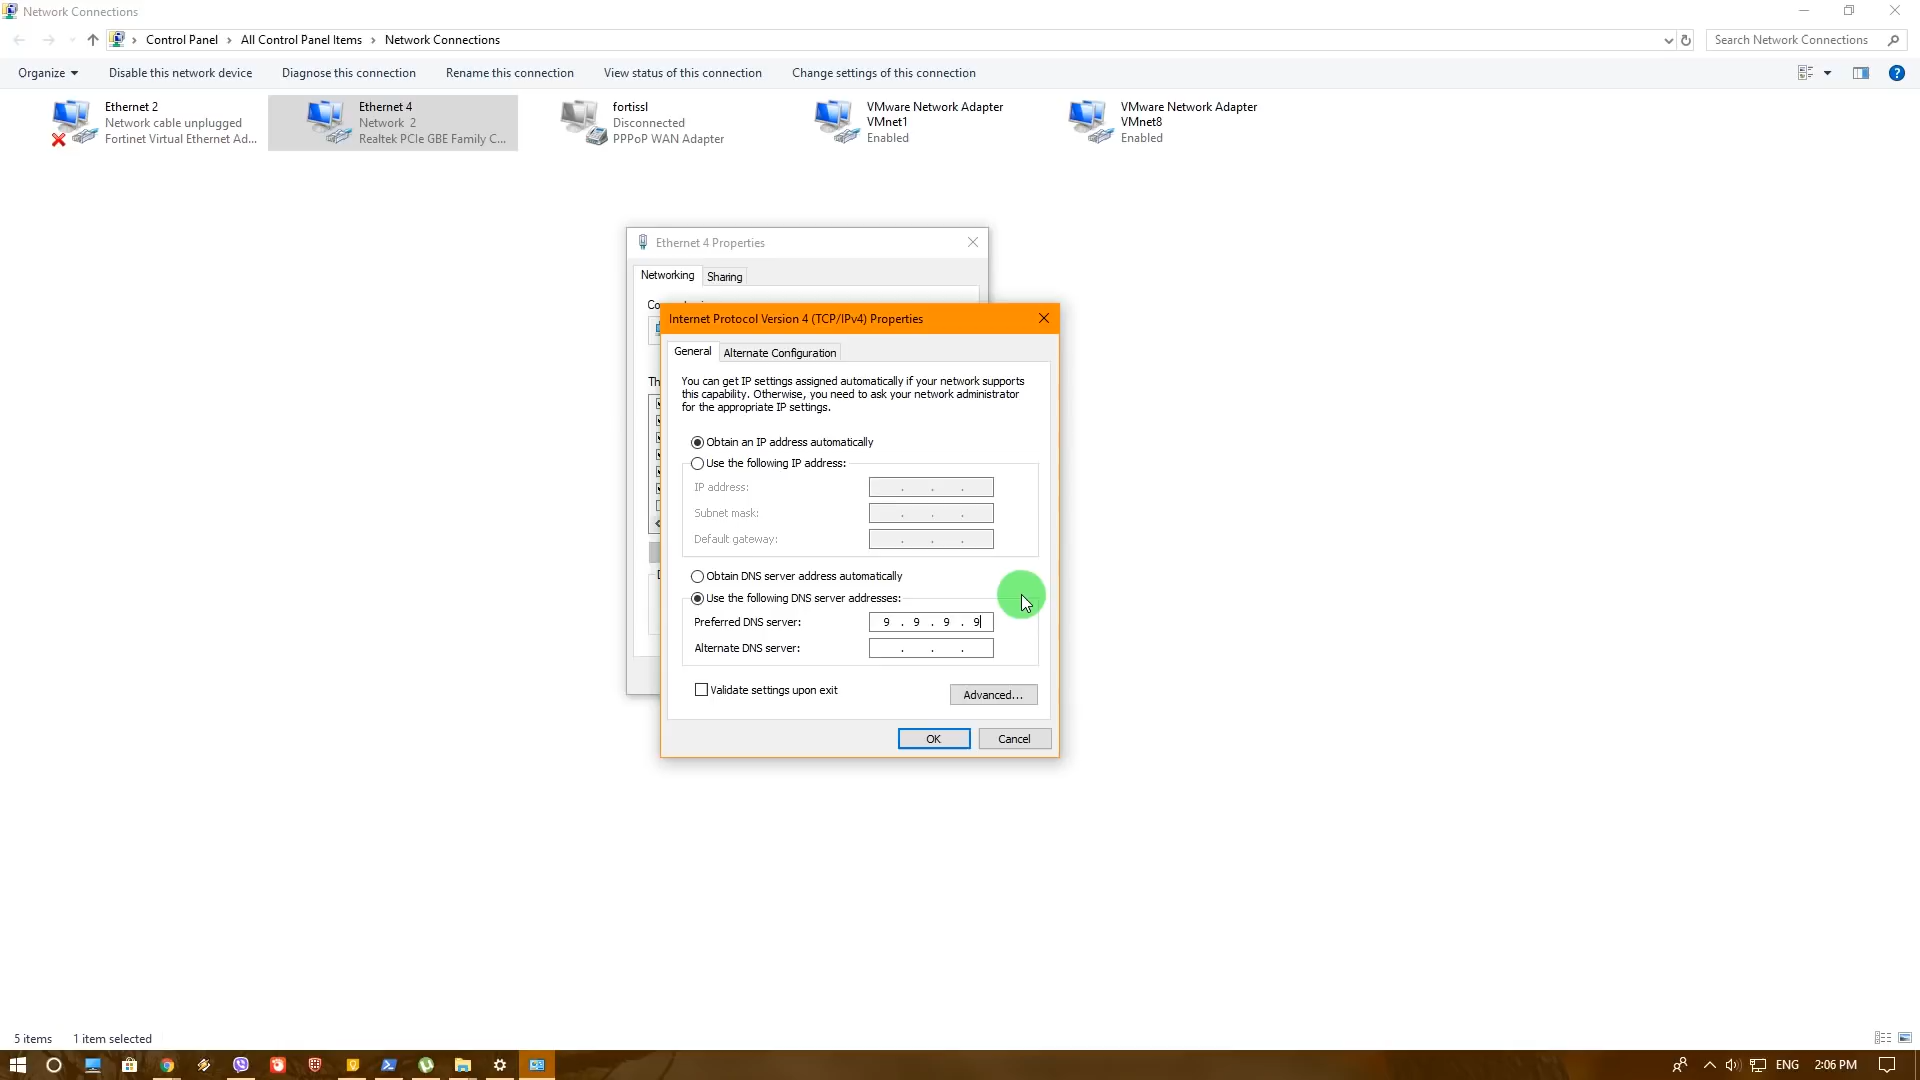 Network Connections
Control Panel > All Control Panel Items > Network Connections
Search Network Connections
Organize
Disable this network device
Diagnose this connection
Rename this connection
View status of this connection
Change settings of this connection
Ethernet 2
Network cable unplugged
Fortinet Virtual Ethernet Ad...
Ethernet 4
Network 2
Realtek PCIe GBE Family C...
fortissl
Disconnected
PPPoP WAN Adapter
VMware Network Adapter
VMnet1
Enabled
VMware Network Adapter
VMnet8
Enabled
Ethernet 4 Properties
Networking
Sharing
Internet Protocol Version 4 (TCP/IPv4) Properties
General
Alternate Configuration
You can get IP settings assigned automatically if your network supports
this capability. Otherwise, you need to ask your network administrator
for the appropriate IP settings.
Obtain an IP address automatically
Use the following IP address:
IP address: . . .
Subnet mask: . . .
Default gateway: . . .
Obtain DNS server address automatically
Use the following DNS server addresses:
Preferred DNS server: 9 . 9 . 9 . 9
Alternate DNS server: . . .
Validate settings upon exit
Advanced...
OK
Cancel
5 items
1 item selected
ENG
2:06 PM